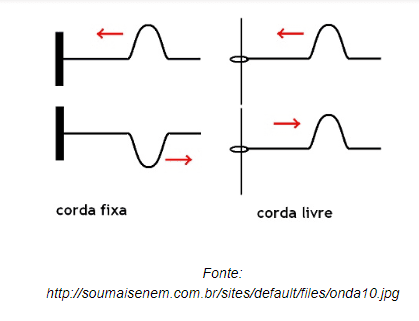 corda fixa
corda livre
Fonte:
http://soumaisenem.com.br/sites/default/files/onda10.jpg